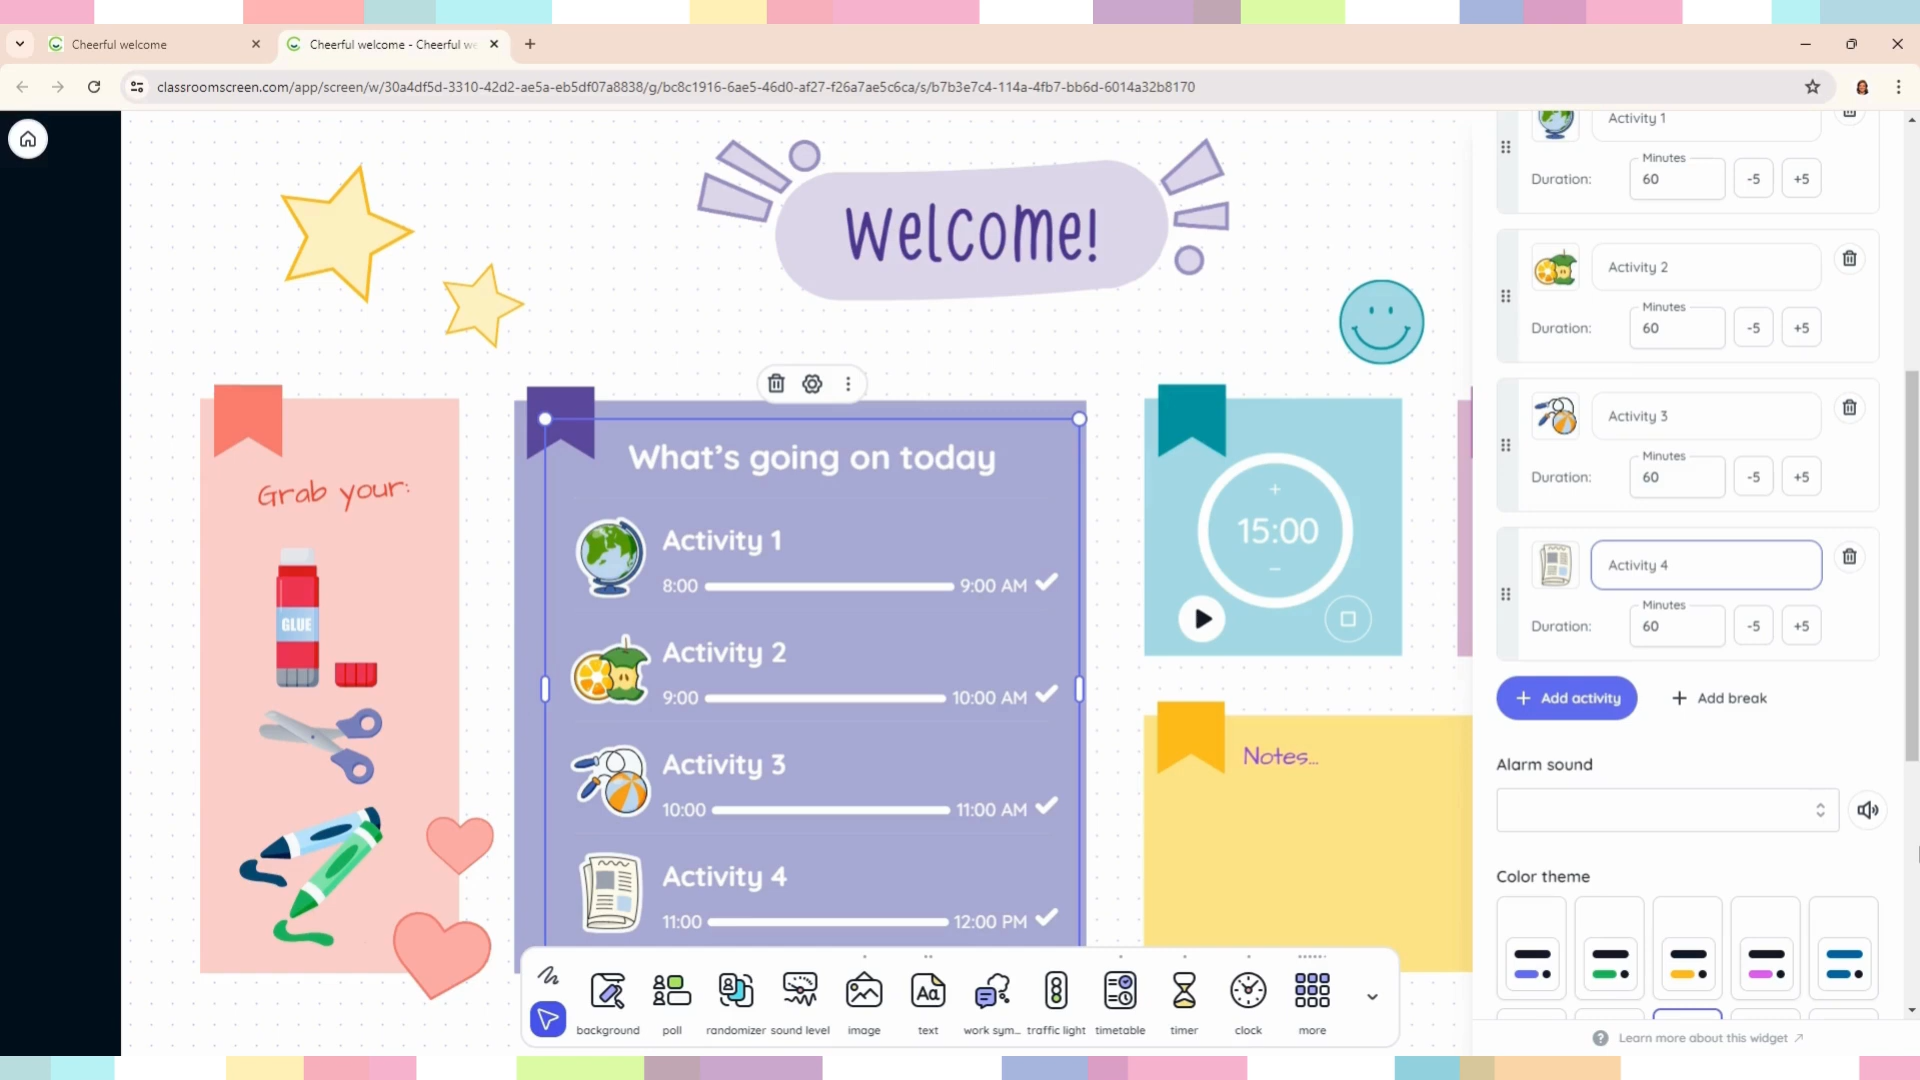 Cheerful welcome
Cheerful welcome - Cheerful we
classroomscreen.com/app/screen/w/30a4df5d-3310-42d2-ae5a-eb5df07a8838/g/bc8c1916-6ae5-46d0-af27-f26a7ae5c6ca/s/b7b3e7c4-114a-4fb7-bb6d-6014a32b8170
Welcome!
Grab your:
GLUE
What's going on today
Activity 1
8:00 9:00 AM
Activity 2
9:00 10:00 AM
Activity 3
10:00 11:00 AM
Activity 4
11:00 12:00 PM
+
15:00
−
Notes...
Activity 1
Minutes
Duration: 60 -5 +5
Activity 2
Minutes
Duration: 60 -5 +5
Activity 3
Minutes
Duration: 60 -5 +5
Activity 4
Minutes
Duration: 60 -5 +5
+ Add activity + Add break
Alarm sound
Color theme
? Learn more about this widget
Aa
background poll randomizer sound level image text work sym... traffic light timetable timer clock more